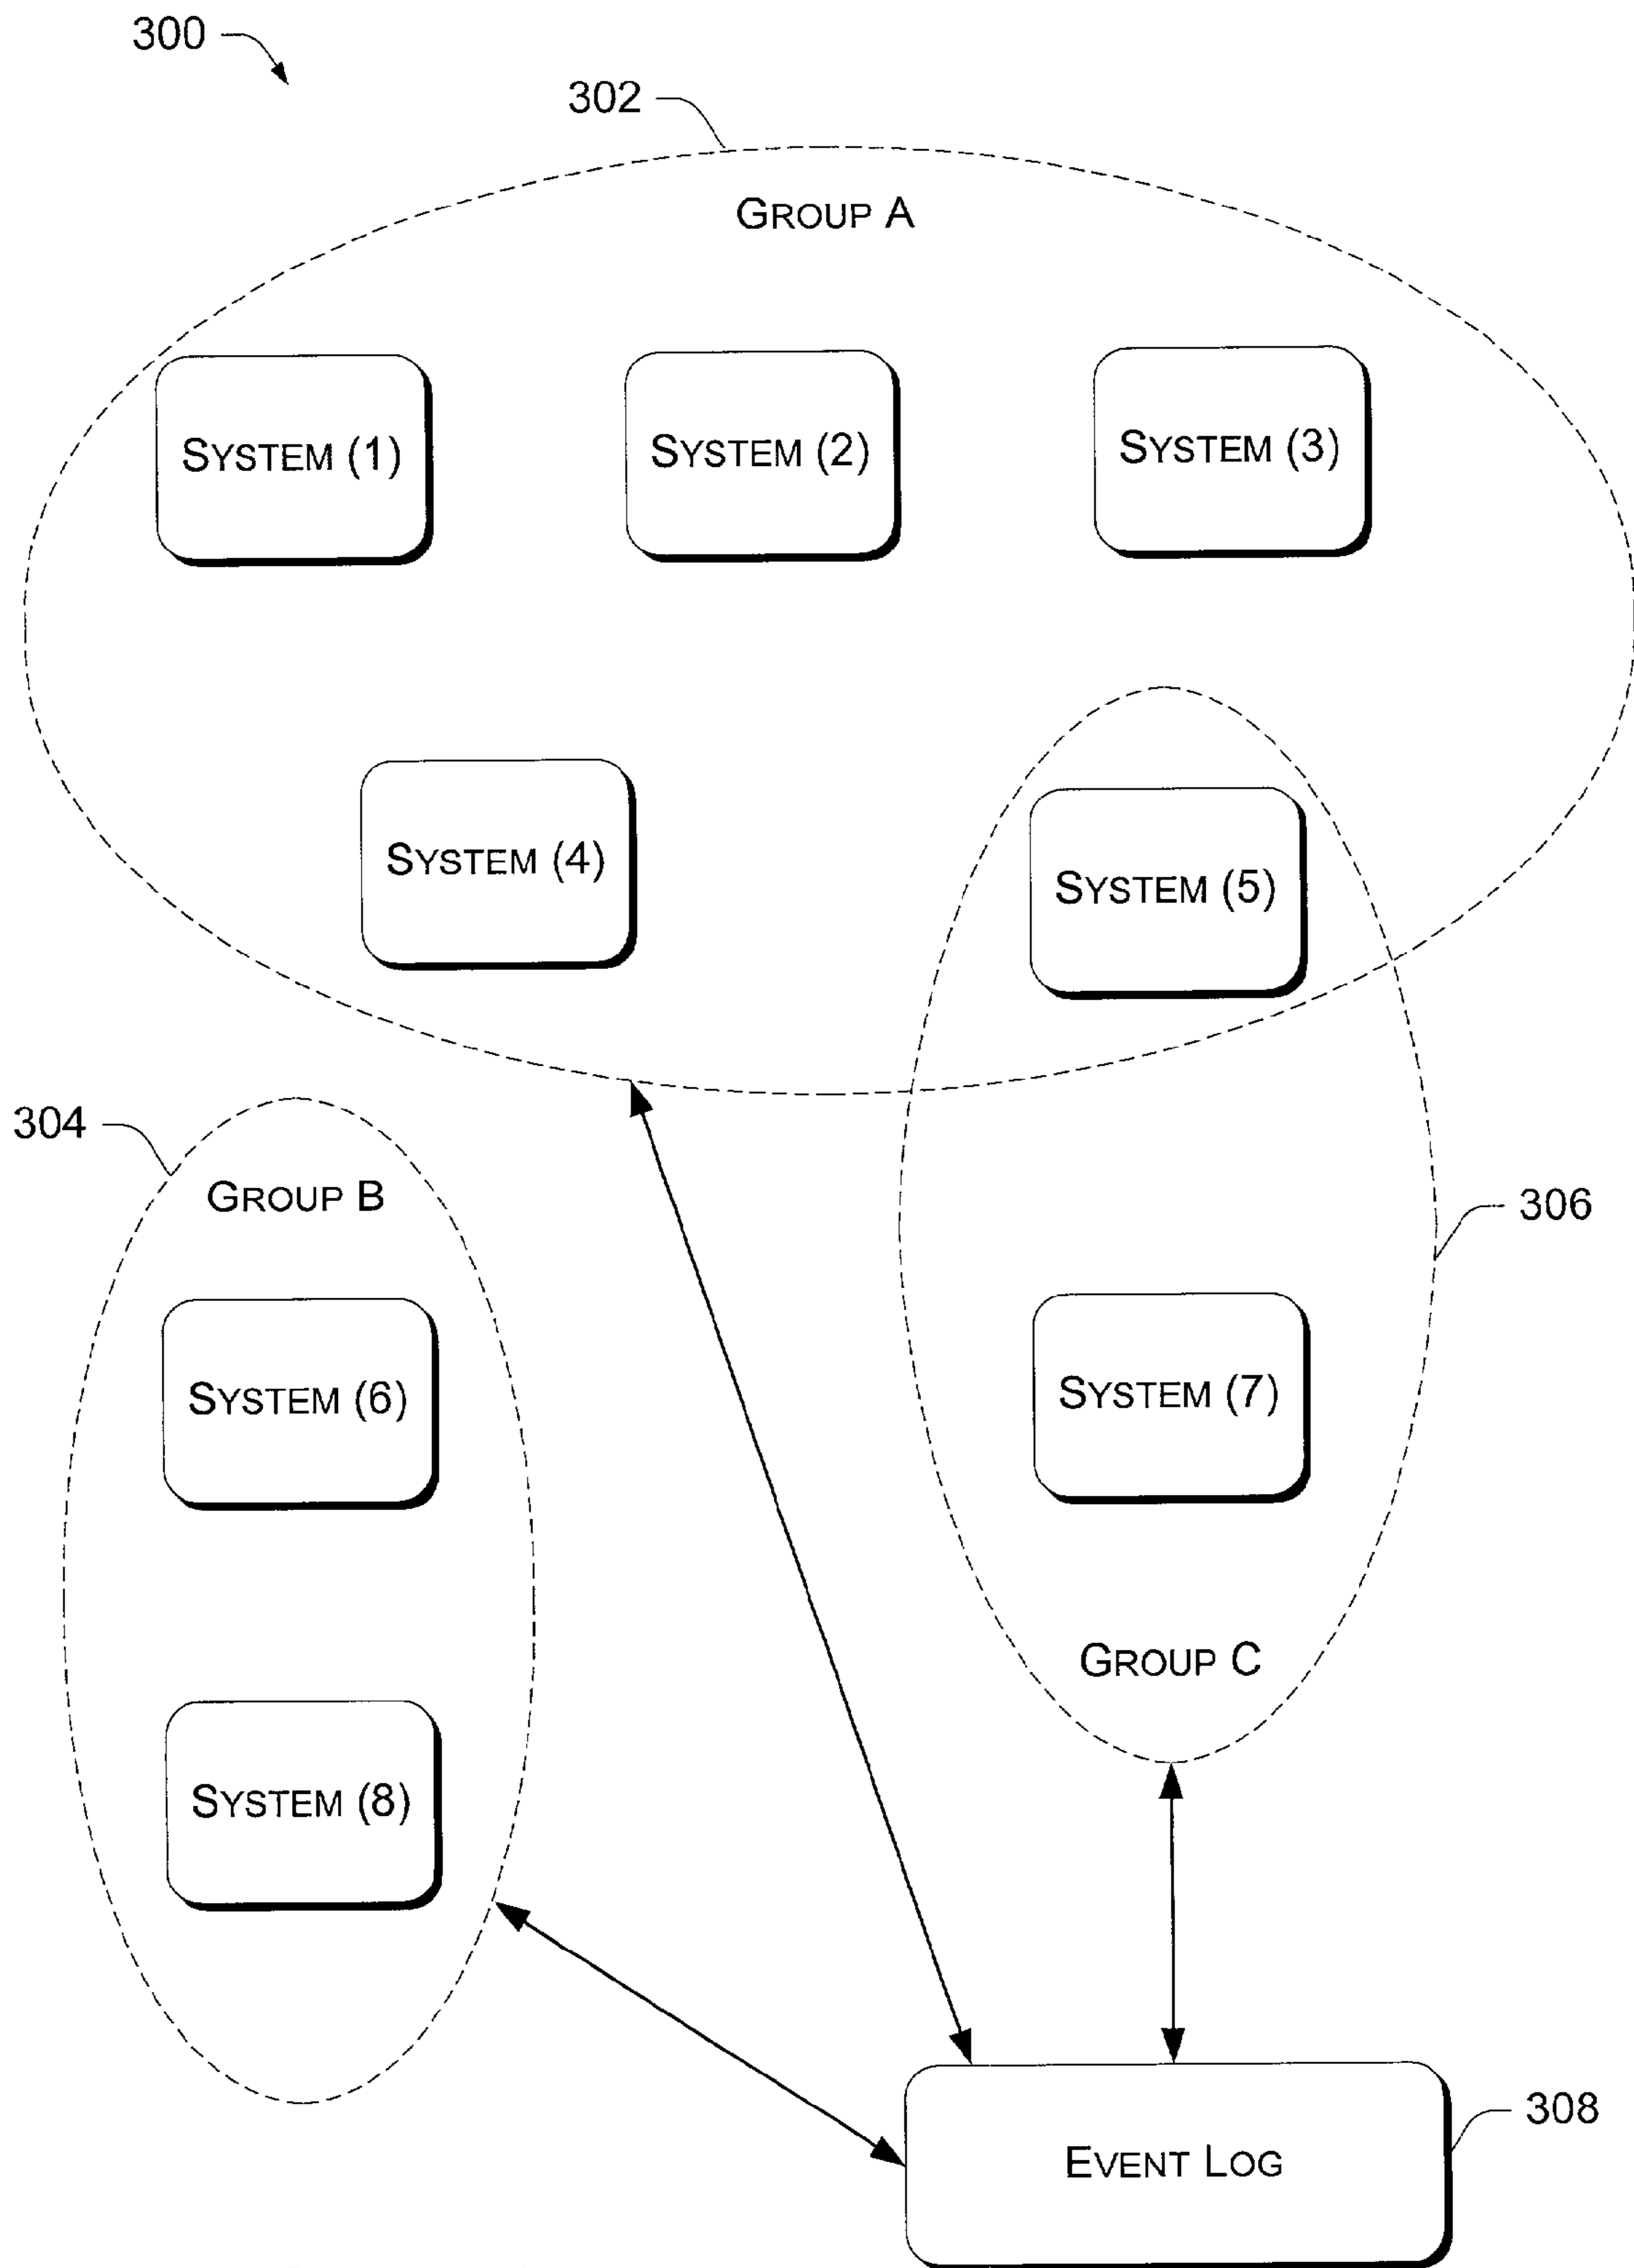 300
302
GROUP A
SYSTEM (1)
SYSTEM (2)
SYSTEM (3)
SYSTEM (4)
SYSTEM (5)
304
GROUP B
306
SYSTEM (6)
SYSTEM (7)
GROUP C
SYSTEM (8)
308
EVENT LOG